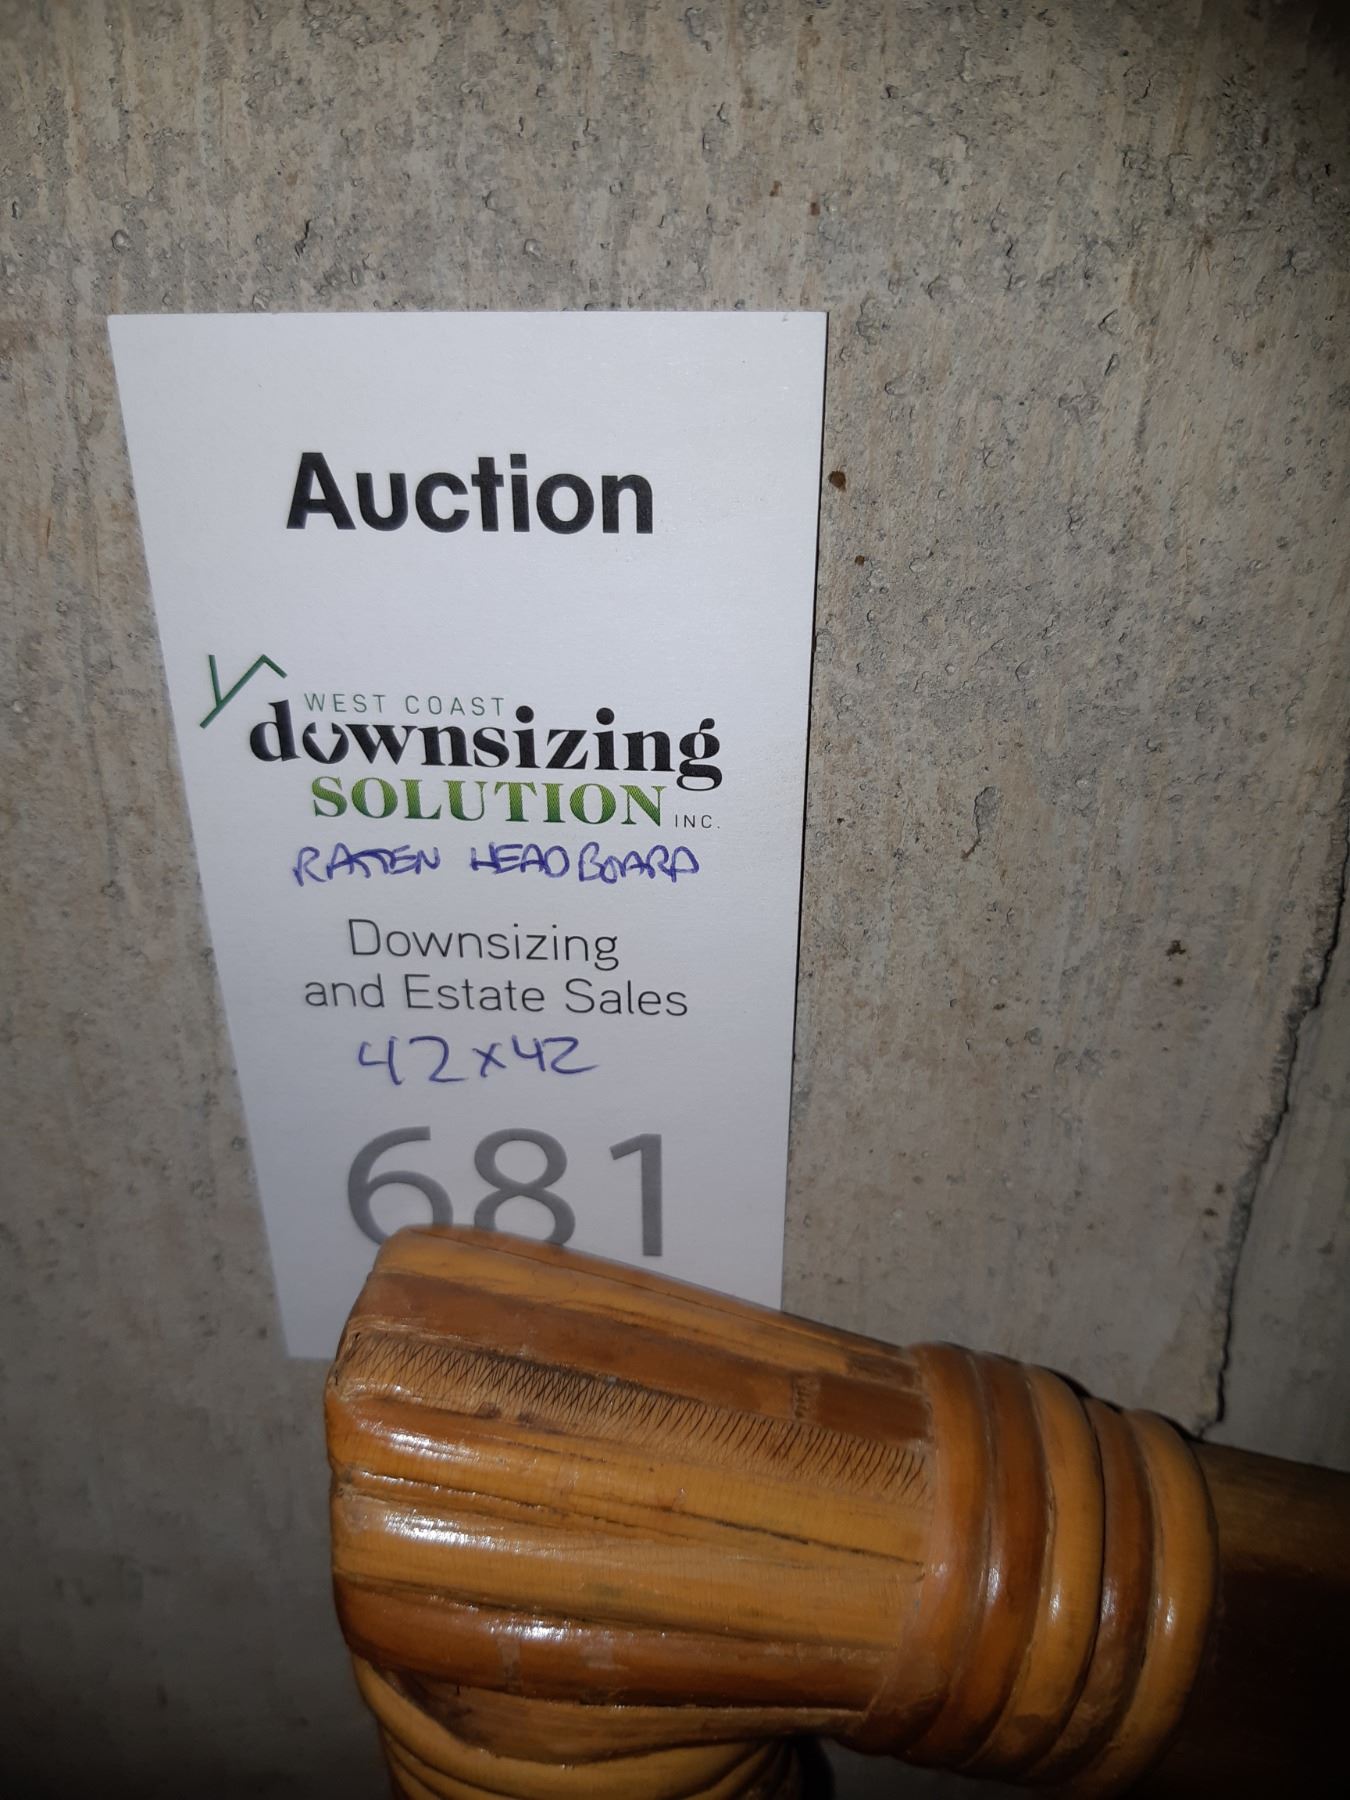 Auction
WEST COAST
downsizing
SOLUTION INC.
RATTEN HEADBOARD
Downsizing
and Estate Sales
42x42
681